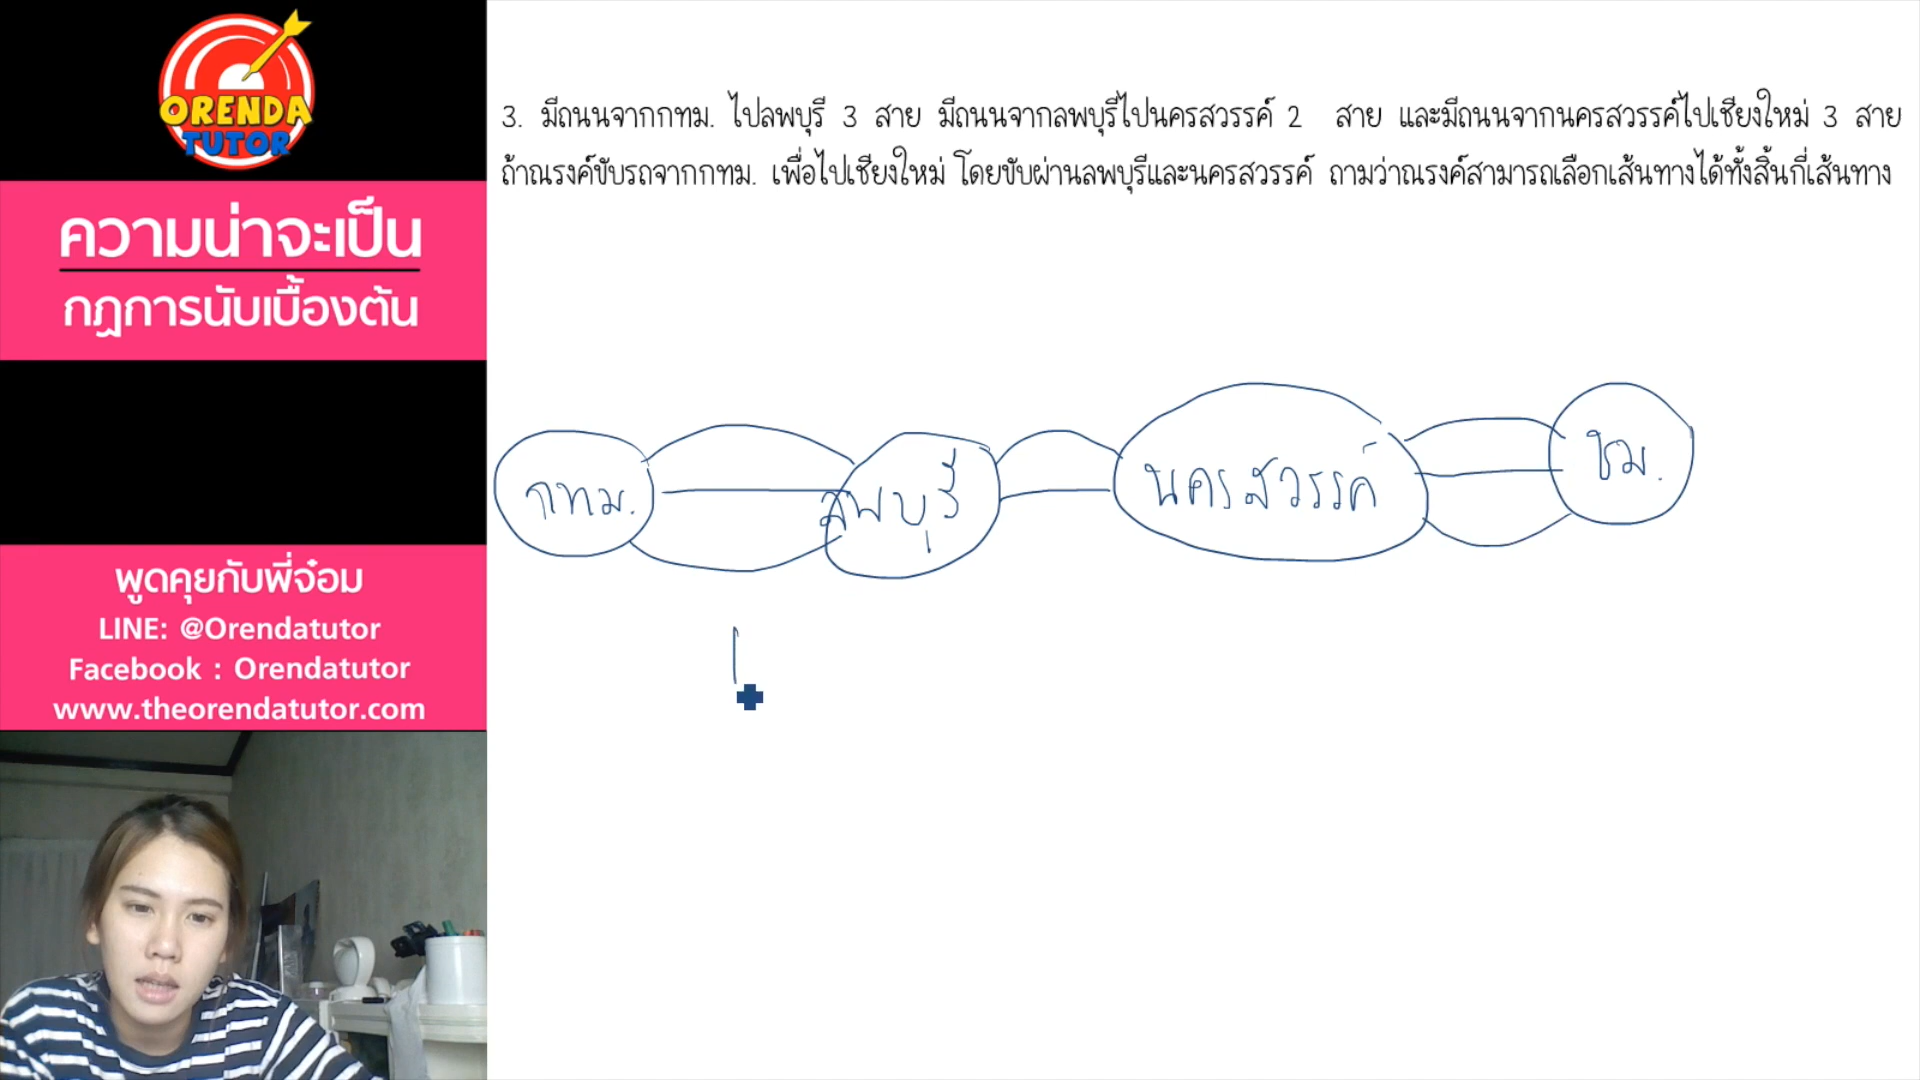 ORENDA
TUTOR
ความน่าจะเป็น
กฎการนับเบื้องต้น
พูดคุยกับพี่จ๋อม
LINE: @Orendatutor
Facebook : Orendatutor
www.theorendatutor.com
3. มีถนนจากกทม. ไปลพบุรี 3 สาย มีถนนจากลพบุรีไปนครสวรรค์ 2 สาย และมีถนนจากนครสวรรค์ไปเชียงใหม่ 3 สาย
ถ้าณรงค์ขับรถจากกทม. เพื่อไปเชียงใหม่ โดยขับผ่านลพบุรีและนครสวรรค์ ถามว่าณรงค์สามารถเลือกเส้นทางได้ทั้งสิ้นกี่เส้นทาง
กทม. ลพบุรี นครสวรรค์ ชม.